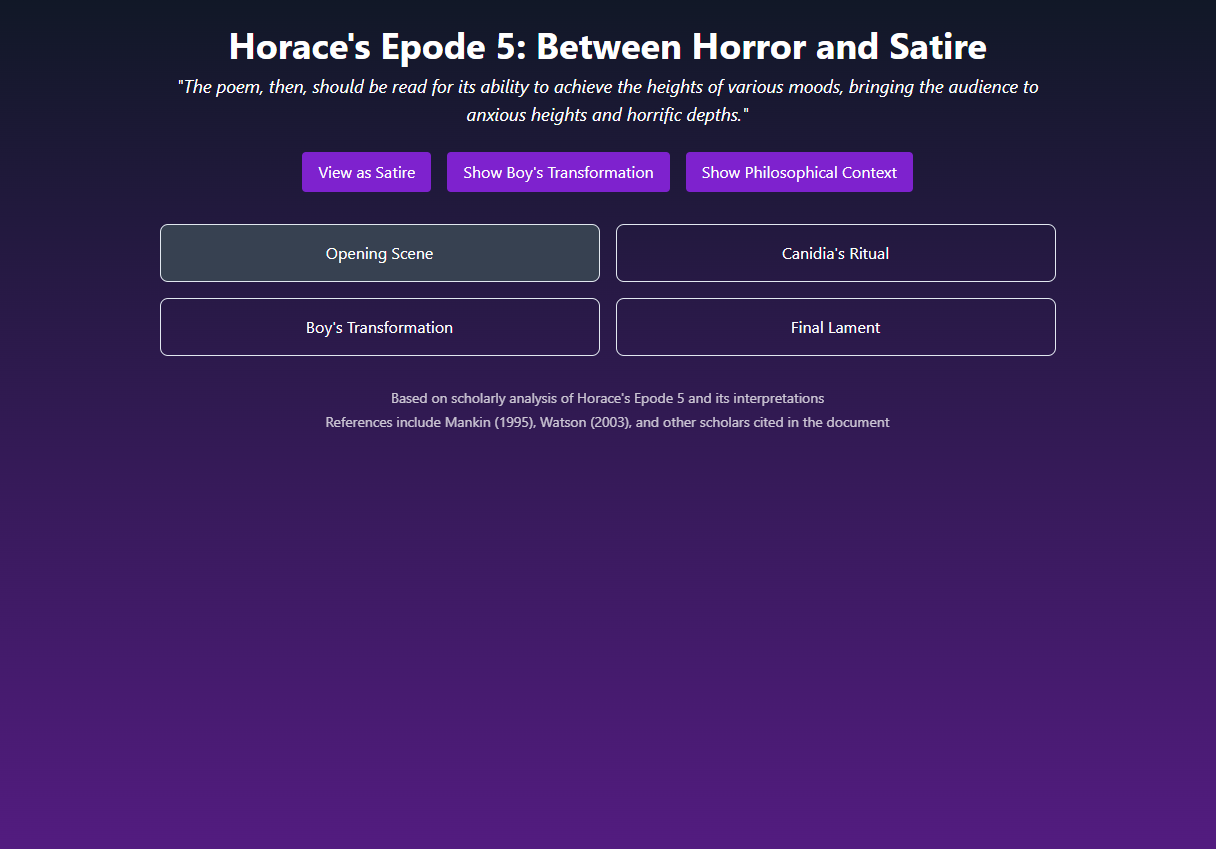 Horace's Epode 5: Between Horror and Satire
"The poem, then, should be read for its ability to achieve the heights of various moods, bringing the audience to
anxious heights and horrific depths."
View as Satire
Show Boy's Transformation
Show Philosophical Context
Opening Scene
Canidia's Ritual
Boy's Transformation
Final Lament
Based on scholarly analysis of Horace's Epode 5 and its interpretations
References include Mankin (1995), Watson (2003), and other scholars cited in the document